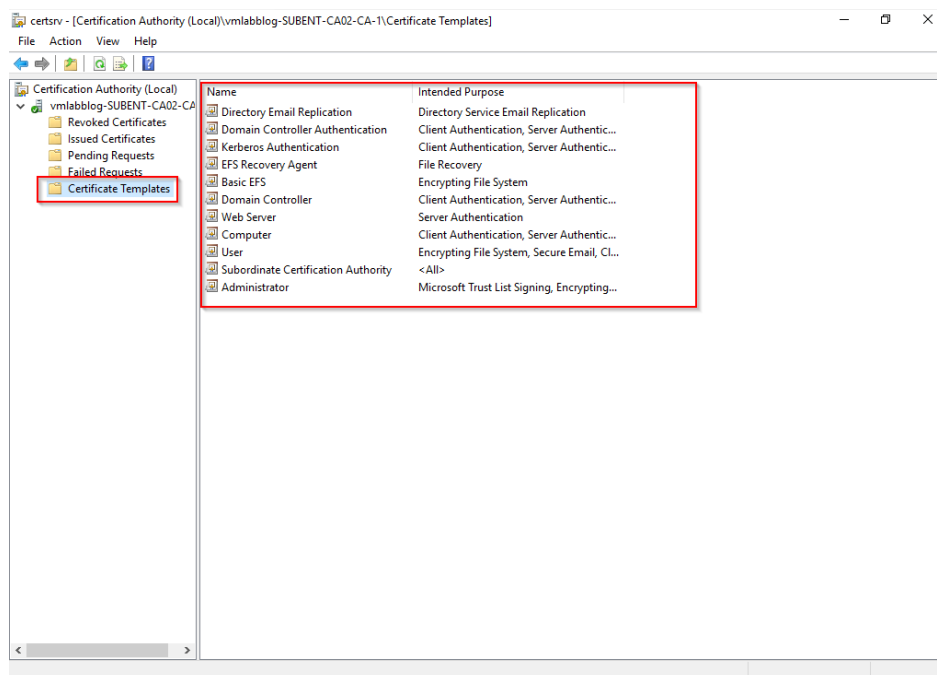 certsrv - [Certification Authority (Local)\vmlabblog-SUBENT-CA02-CA-1\Certificate Templates]
File Action View Help
Certification Authority (Local)
vmlabblog-SUBENT-CA02-CA
Revoked Certificates
Issued Certificates
Pending Requests
Failed Requests
Certificate Templates
Name Intended Purpose
Directory Email Replication Directory Service Email Replication
Domain Controller Authentication Client Authentication, Server Authentic...
Kerberos Authentication Client Authentication, Server Authentic...
EFS Recovery Agent File Recovery
Basic EFS Encrypting File System
Domain Controller Client Authentication, Server Authentic...
Web Server Server Authentication
Computer Client Authentication, Server Authentic...
User Encrypting File System, Secure Email, Cl...
Subordinate Certification Authority <All>
Administrator Microsoft Trust List Signing, Encrypting...